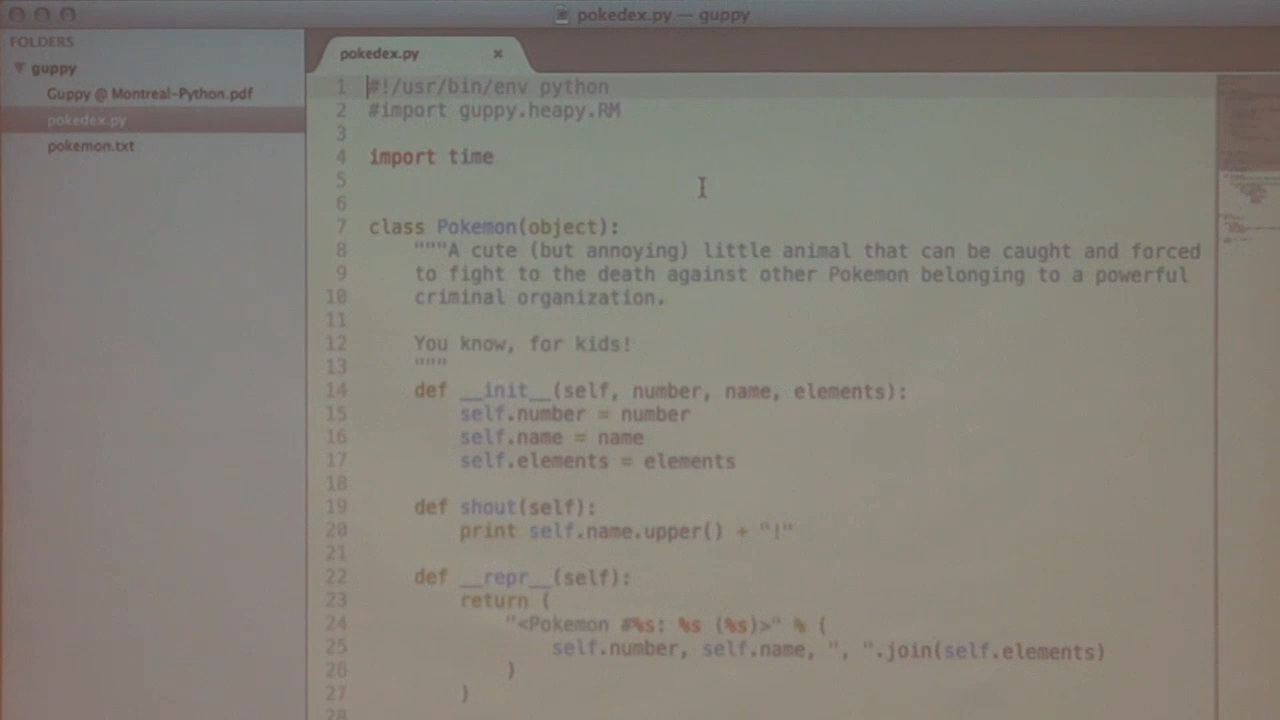 pokedex.py — guppy
FOLDERS
guppy
Guppy @ Montreal-Python.pdf
pokedex.py
pokemon.txt
pokedex.py ×
1 #!/usr/bin/env python
2 #import guppy.heapy.RM
3
4 import time
5
6
7 class Pokemon(object):
8     """A cute (but annoying) little animal that can be caught and forced
9     to fight to the death against other Pokemon belonging to a powerful
10     criminal organization.
11
12     You know, for kids!
13     """
14     def __init__(self, number, name, elements):
15         self.number = number
16         self.name = name
17         self.elements = elements
18
19     def shout(self):
20         print self.name.upper() + "!"
21
22     def __repr__(self):
23         return (
24             "<Pokemon #%s: %s (%s)>" % (
25                 self.number, self.name, ", ".join(self.elements)
26             )
27         )
28